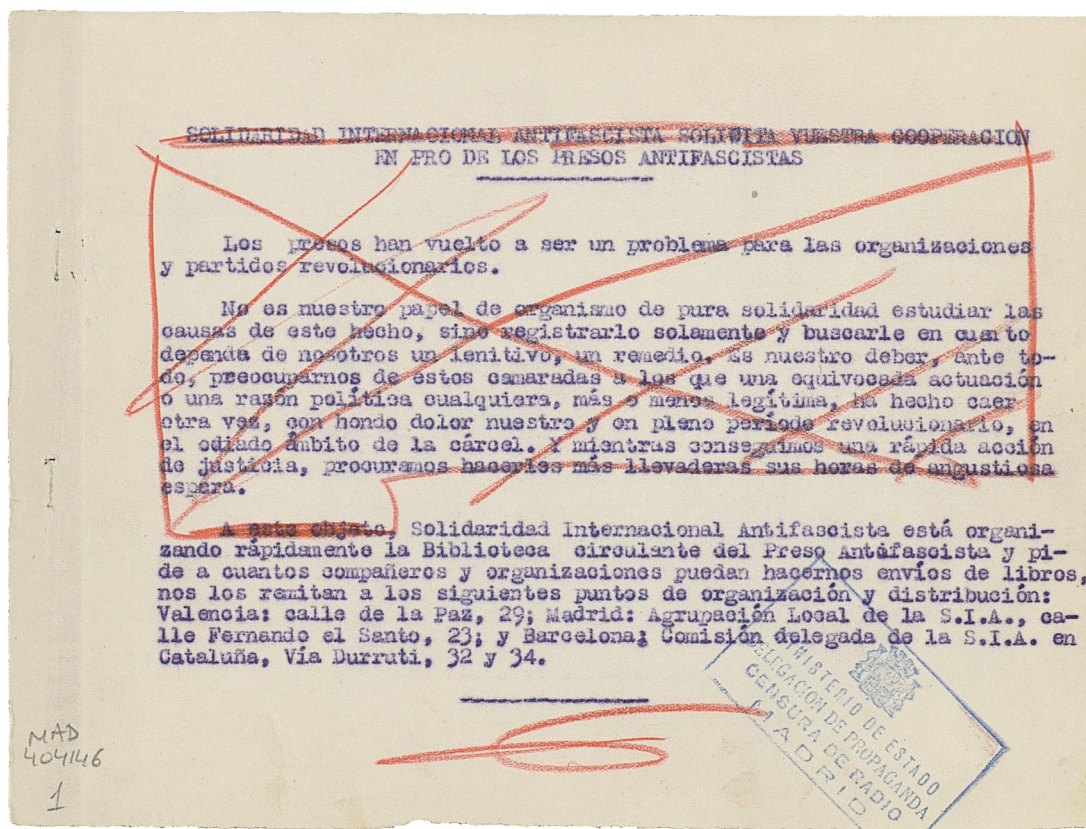 SOLIDARIDAD INTERNACIONAL ANTIFASCISTA SOLICITA VUESTRA COOPERACION
EN PRO DE LOS PRESOS ANTIFASCISTAS
Los presos han vuelto a ser un problema para las organizaciones
y partidos revolucionarios.
No es nuestro papel de organismo de pura solidaridad estudiar las
causas de este hecho, sino registrarlo solamente y buscarle en cuanto
dependa de nosotros un lenitivo, un remedio. Es nuestro deber, ante to-
do, preocuparnos de estos camaradas a los que una equivocada actuación
o una razón política cualquiera, más o menos legítima, ha hecho caer
otra vez, con hondo dolor nuestro y en pleno período revolucionario, en
el odiado ámbito de la cárcel. Y mientras conseguimos una rápida acción
de justicia, procuramos hacerles más llevaderas sus horas de angustiosa
espera.
A este objeto, Solidaridad Internacional Antifascista está organi-
zando rápidamente la Biblioteca circulante del Preso Antifascista y pi-
de a cuantos compañeros y organizaciones puedan hacernos envíos de libros,
nos los remitan a los siguientes puntos de organización y distribución:
Valencia: calle de la Paz, 29; Madrid: Agrupación Local de la S.I.A., ca-
lle Fernando el Santo, 23; y Barcelona; Comisión delegada de la S.I.A. en
Cataluña, Vía Durruti, 32 y 34.
MINISTERIO DE ESTADO
DELEGACION DE PROPAGANDA
CENSURA DE RADIO
MADRID
MAD
404146
1